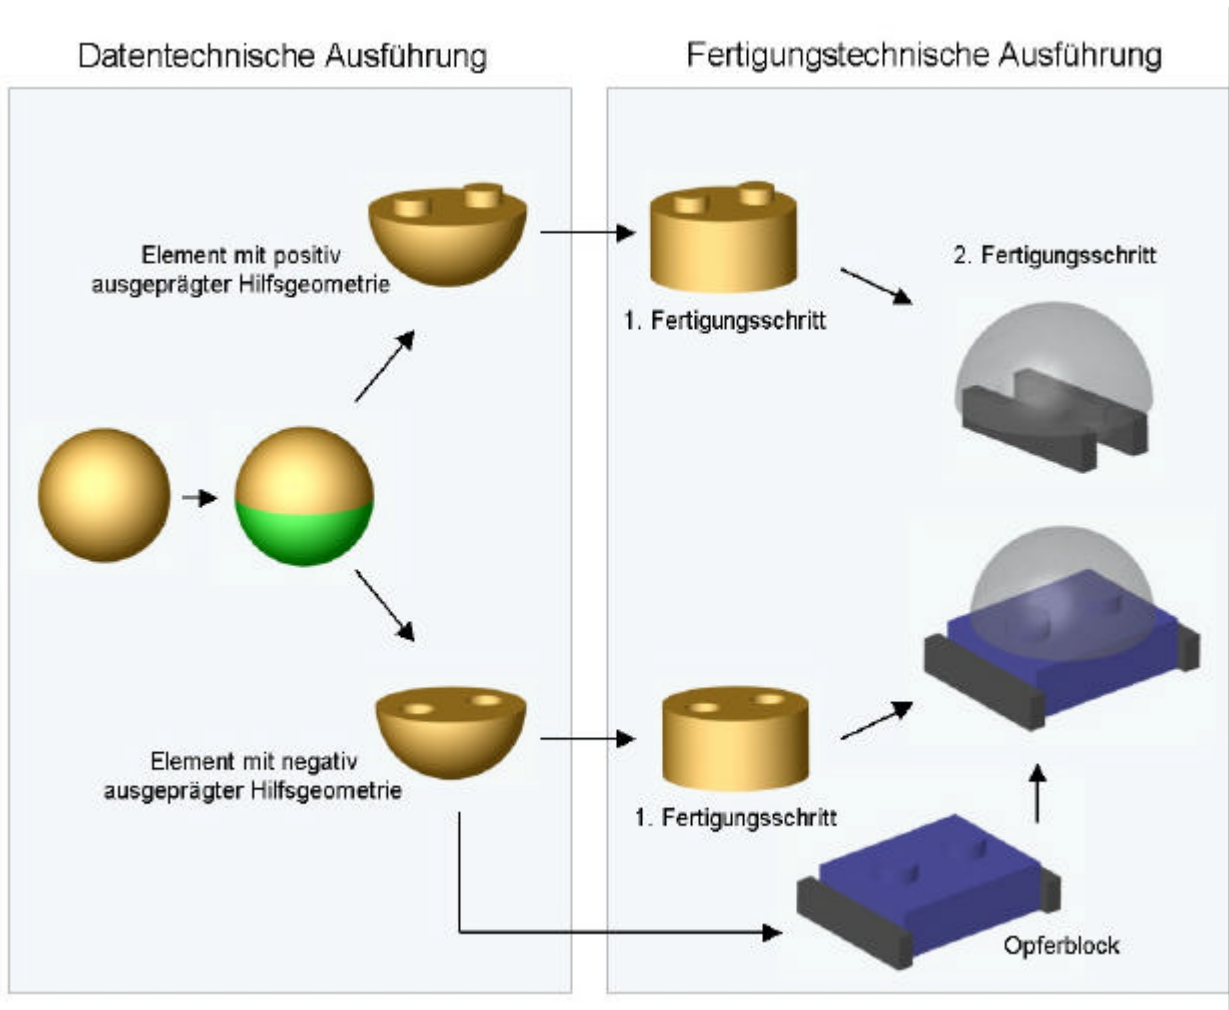 Datentechnische Ausführung
Fertigungstechnische Ausführung
Element mit positiv
ausgeprägter Hilfsgeometrie
1. Fertigungsschritt
2. Fertigungsschritt
Element mit negativ
ausgeprägter Hilfsgeometrie
1. Fertigungsschritt
Opferblock